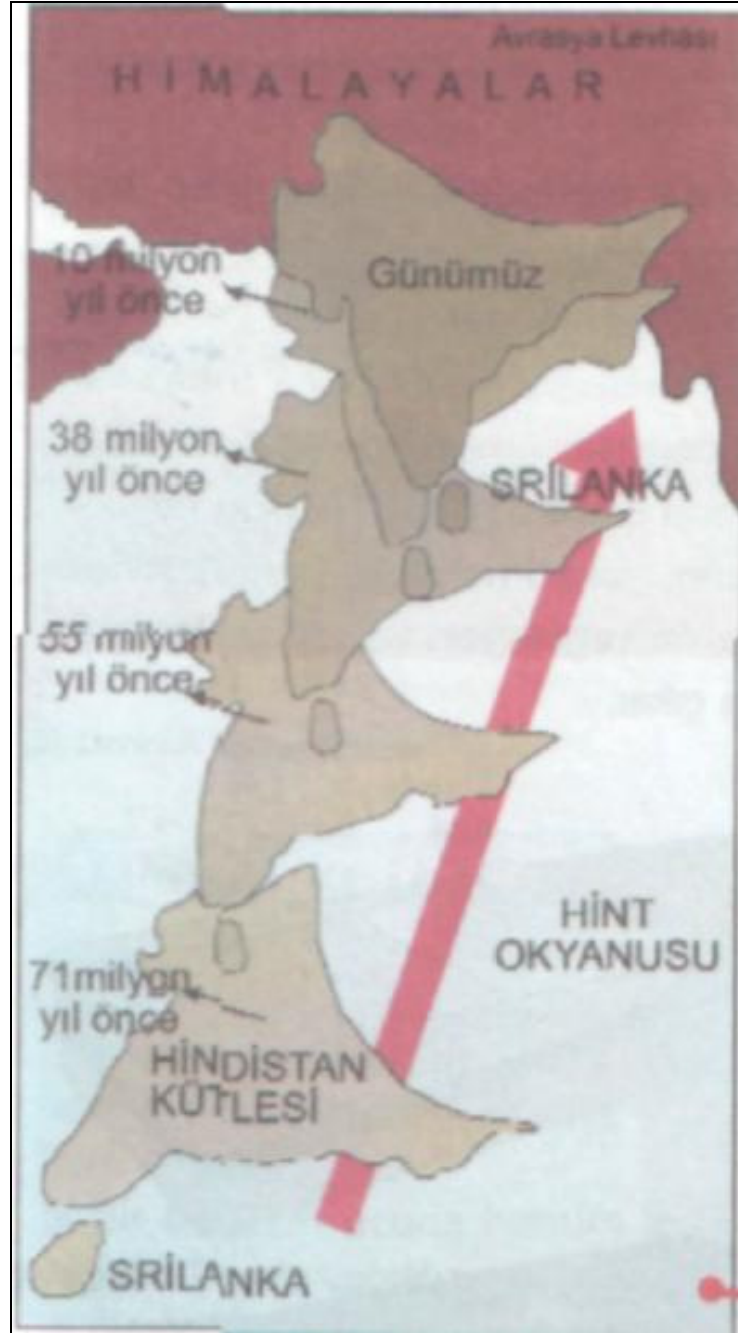 Avrasya Levhası
HİMALAYALAR
10 milyon
yıl önce
Günümüz
38 milyon
yıl önce
SRİLANKA
55 milyon
yıl önce
HİNT
OKYANUSU
71milyon
yıl önce
HİNDİSTAN
KÜTLESİ
SRİLANKA